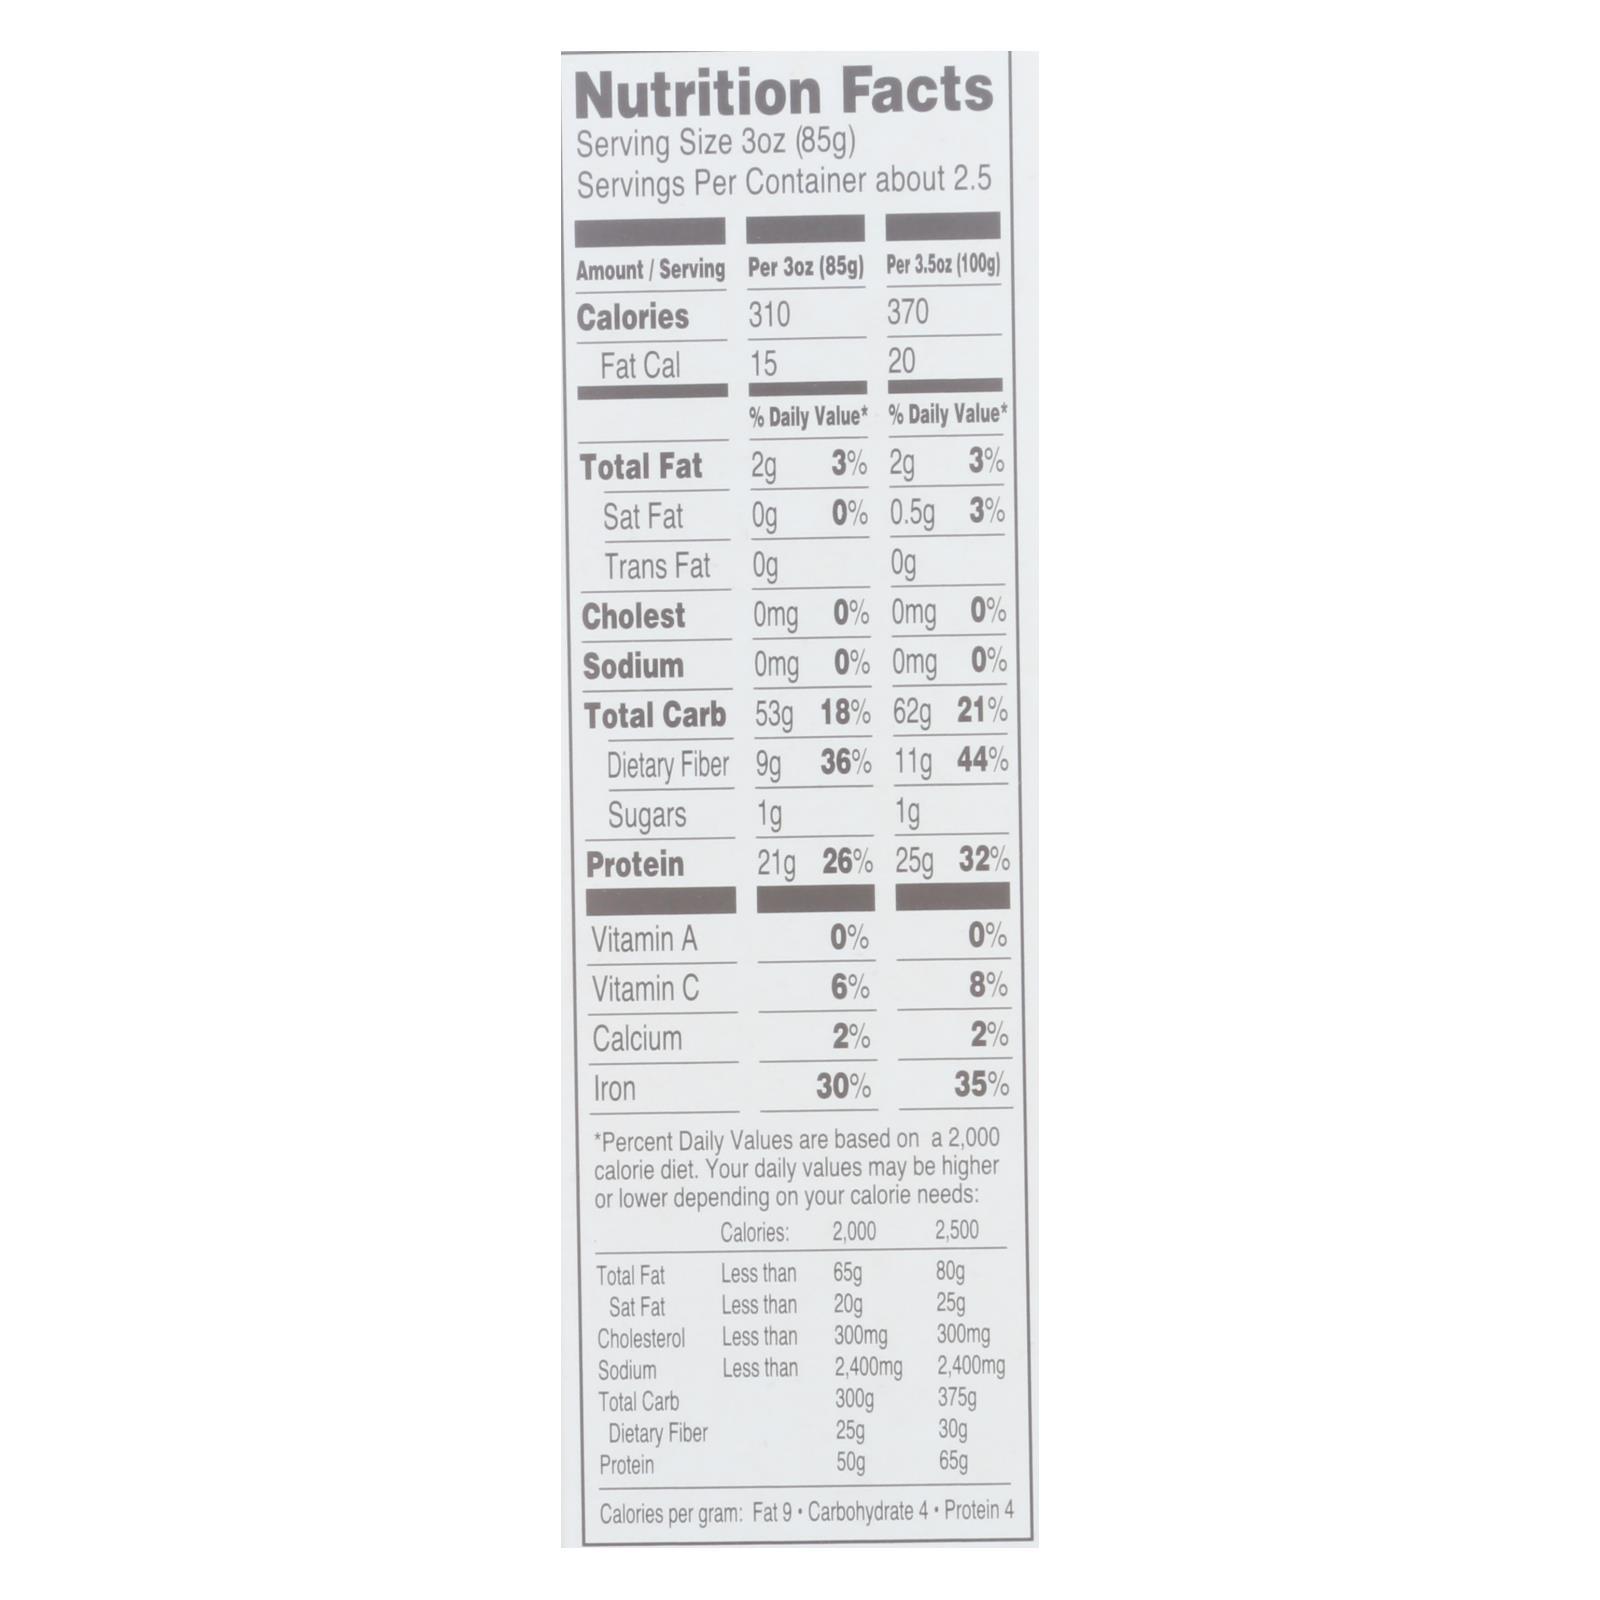 Nutrition Facts
Serving Size 3oz (85g)
Servings Per Container about 2.5
Amount / Serving Per 3oz (85g) Per 3.5oz (100g)
Calories 310 370
Fat Cal 15 20
% Daily Value* % Daily Value*
Total Fat 2g 3% 2g 3%
Sat Fat 0g 0% 0.5g 3%
Trans Fat 0g 0g
Cholest 0mg 0% 0mg 0%
Sodium 0mg 0% 0mg 0%
Total Carb 53g 18% 62g 21%
Dietary Fiber 9g 36% 11g 44%
Sugars 1g 1g
Protein 21g 26% 25g 32%
Vitamin A 0% 0%
Vitamin C 6% 8%
Calcium 2% 2%
Iron 30% 35%
*Percent Daily Values are based on a 2,000
calorie diet. Your daily values may be higher
or lower depending on your calorie needs:
Calories: 2,000 2,500
Total Fat Less than 65g 80g
Sat Fat Less than 20g 25g
Cholesterol Less than 300mg 300mg
Sodium Less than 2,400mg 2,400mg
Total Carb 300g 375g
Dietary Fiber 25g 30g
Protein 50g 65g
Calories per gram: Fat 9 • Carbohydrate 4 • Protein 4